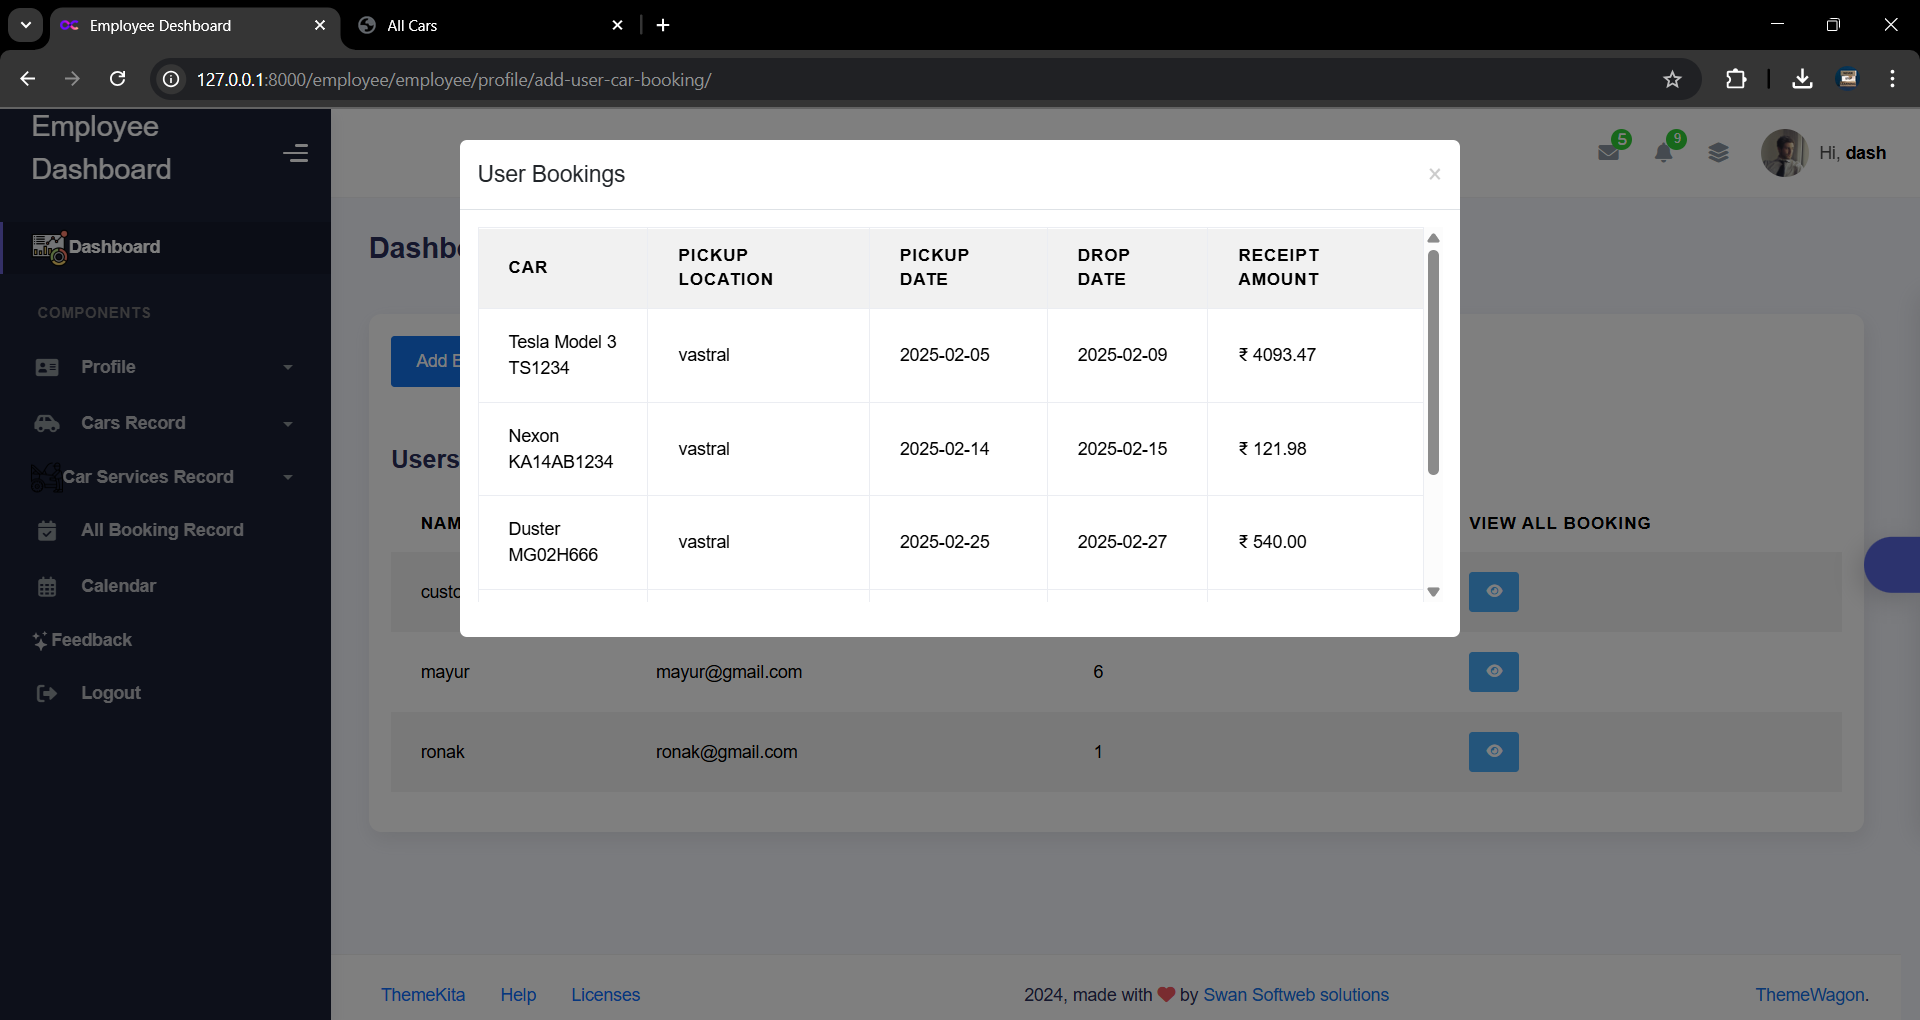 Employee Deshboard
All Cars
127.0.0.1:8000/employee/employee/profile/add-user-car-booking/
Employee
Dashboard
5
9
Hi, dash
Dashboard
COMPONENTS
Profile
Cars Record
Car Services Record
All Booking Record
Calendar
Feedback
Logout
User Bookings
×
CAR
PICKUP LOCATION
PICKUP DATE
DROP DATE
RECEIPT AMOUNT
Tesla Model 3 TS1234
vastral
2025-02-05
2025-02-09
₹ 4093.47
Nexon KA14AB1234
vastral
2025-02-14
2025-02-15
₹ 121.98
Duster MG02H666
vastral
2025-02-25
2025-02-27
₹ 540.00
Add
Users
VIEW ALL BOOKING
mayur
mayur@gmail.com
6
ronak
ronak@gmail.com
1
ThemeKita
Help
Licenses
2024, made with ❤ by Swan Softweb solutions
ThemeWagon.